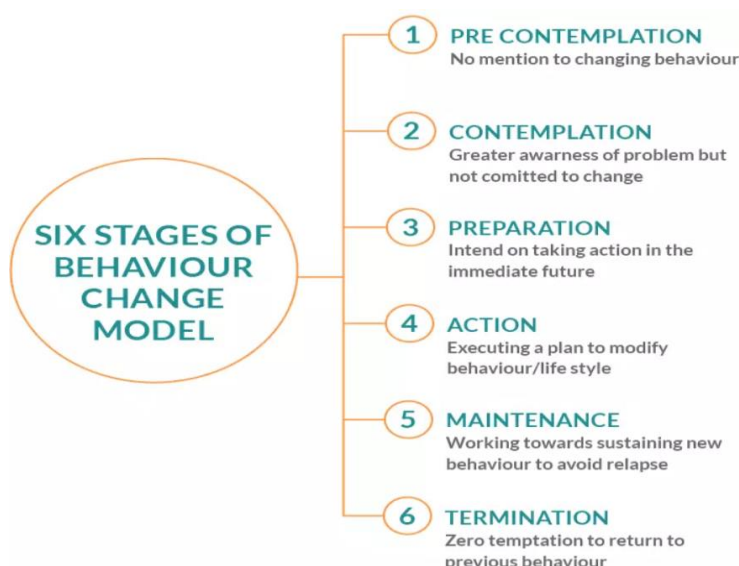 SIX STAGES OF
BEHAVIOUR
CHANGE
MODEL
1 PRE CONTEMPLATION
No mention to changing behaviour
2 CONTEMPLATION
Greater awarness of problem but
not comitted to change
3 PREPARATION
Intend on taking action in the
immediate future
4 ACTION
Executing a plan to modify
behaviour/life style
5 MAINTENANCE
Working towards sustaining new
behaviour to avoid relapse
6 TERMINATION
Zero temptation to return to
previous behaviour